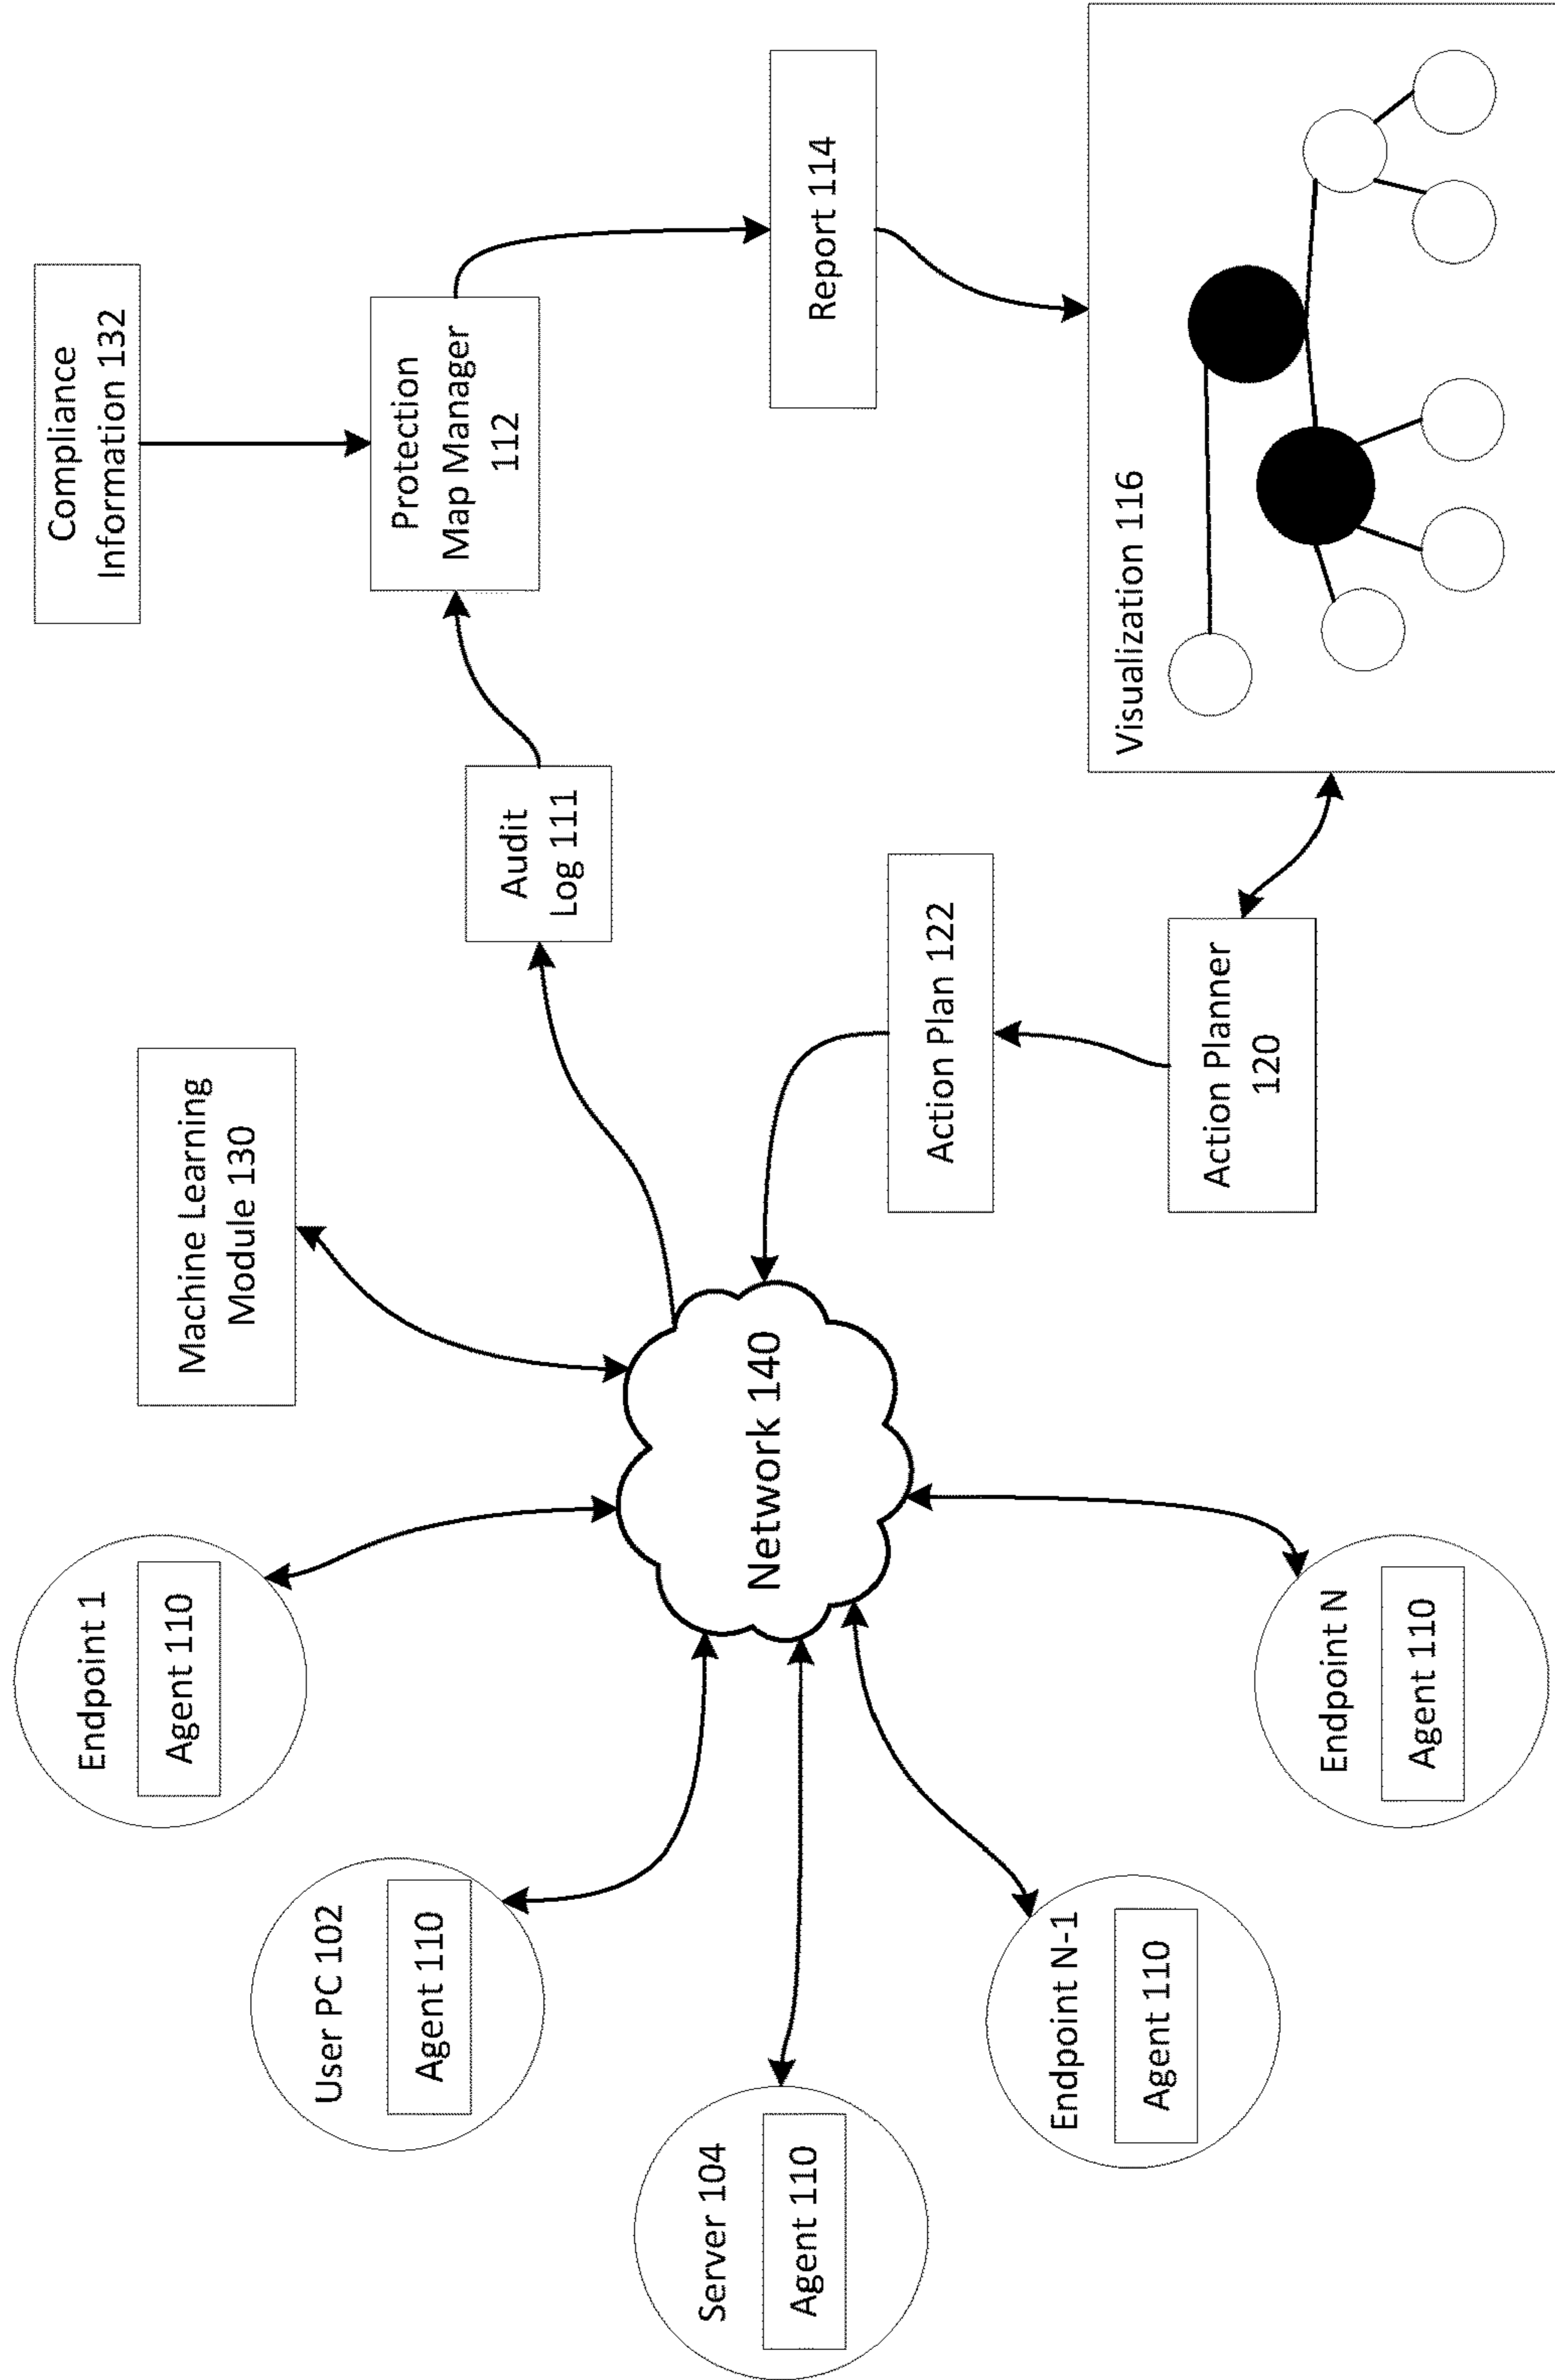 Endpoint 1
Agent 110
User PC 102
Agent 110
Server 104
Agent 110
Endpoint N-1
Agent 110
Endpoint N
Agent 110
Network 140
Machine Learning
Module 130
Audit
Log 111
Compliance
Information 132
Protection
Map Manager
112
Report 114
Visualization 116
Action Planner
120
Action Plan 122